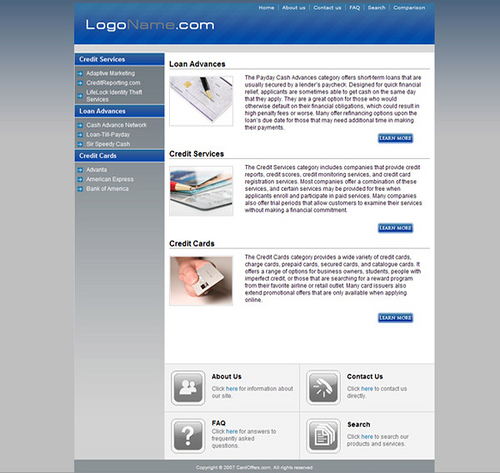 Home | About us | Contact us | FAQ | Search | Comparison
LogoName.com
Credit Services
Adaptive Marketing
CreditReporting.com
LifeLock Identity Theft
Services
Loan Advances
Cash Advance Network
Loan-Till-Payday
Sir Speedy Cash
Credit Cards
Advanta
American Express
Bank of America
Loan Advances
The Payday Cash Advances category offers short-term loans that are
usually secured by a lender's paycheck. Designed for quick financial
relief, applicants are sometimes able to get cash on the same day
that they apply. They are a great option for those who would
otherwise default on their financial obligations, which could result in
high penalty fees or worse. Many offer refinancing options upon the
loan's due date for those that may need additional time in making
their payments.
LEARN MORE
Credit Services
The Credit Services category includes companies that provide credit
reports, credit scores, credit monitoring services, and credit card
registration services. Most companies offer a combination of these
services, and certain services may be provided for free when
applicants enroll and participate in paid services. Many companies
also offer trial periods that allow customers to examine their services
without making a financial commitment.
LEARN MORE
Credit Cards
The Credit Cards category provides a wide variety of credit cards,
charge cards, prepaid cards, secured cards, and catalogue cards. It
offers a range of options for business owners, students, people with
imperfect credit, or those that are searching for a reward program
from their favorite airline or retail outlet. Many card issuers also
extend promotional offers that are only available when applying
online.
LEARN MORE
About Us
Click here for information about
our site.
Contact Us
Click here to contact us
directly.
FAQ
Click here for answers to
frequently asked
questions.
Search
Click here to search our
products and services.
Copyright © 2007 CardOffers.com. All rights reserved